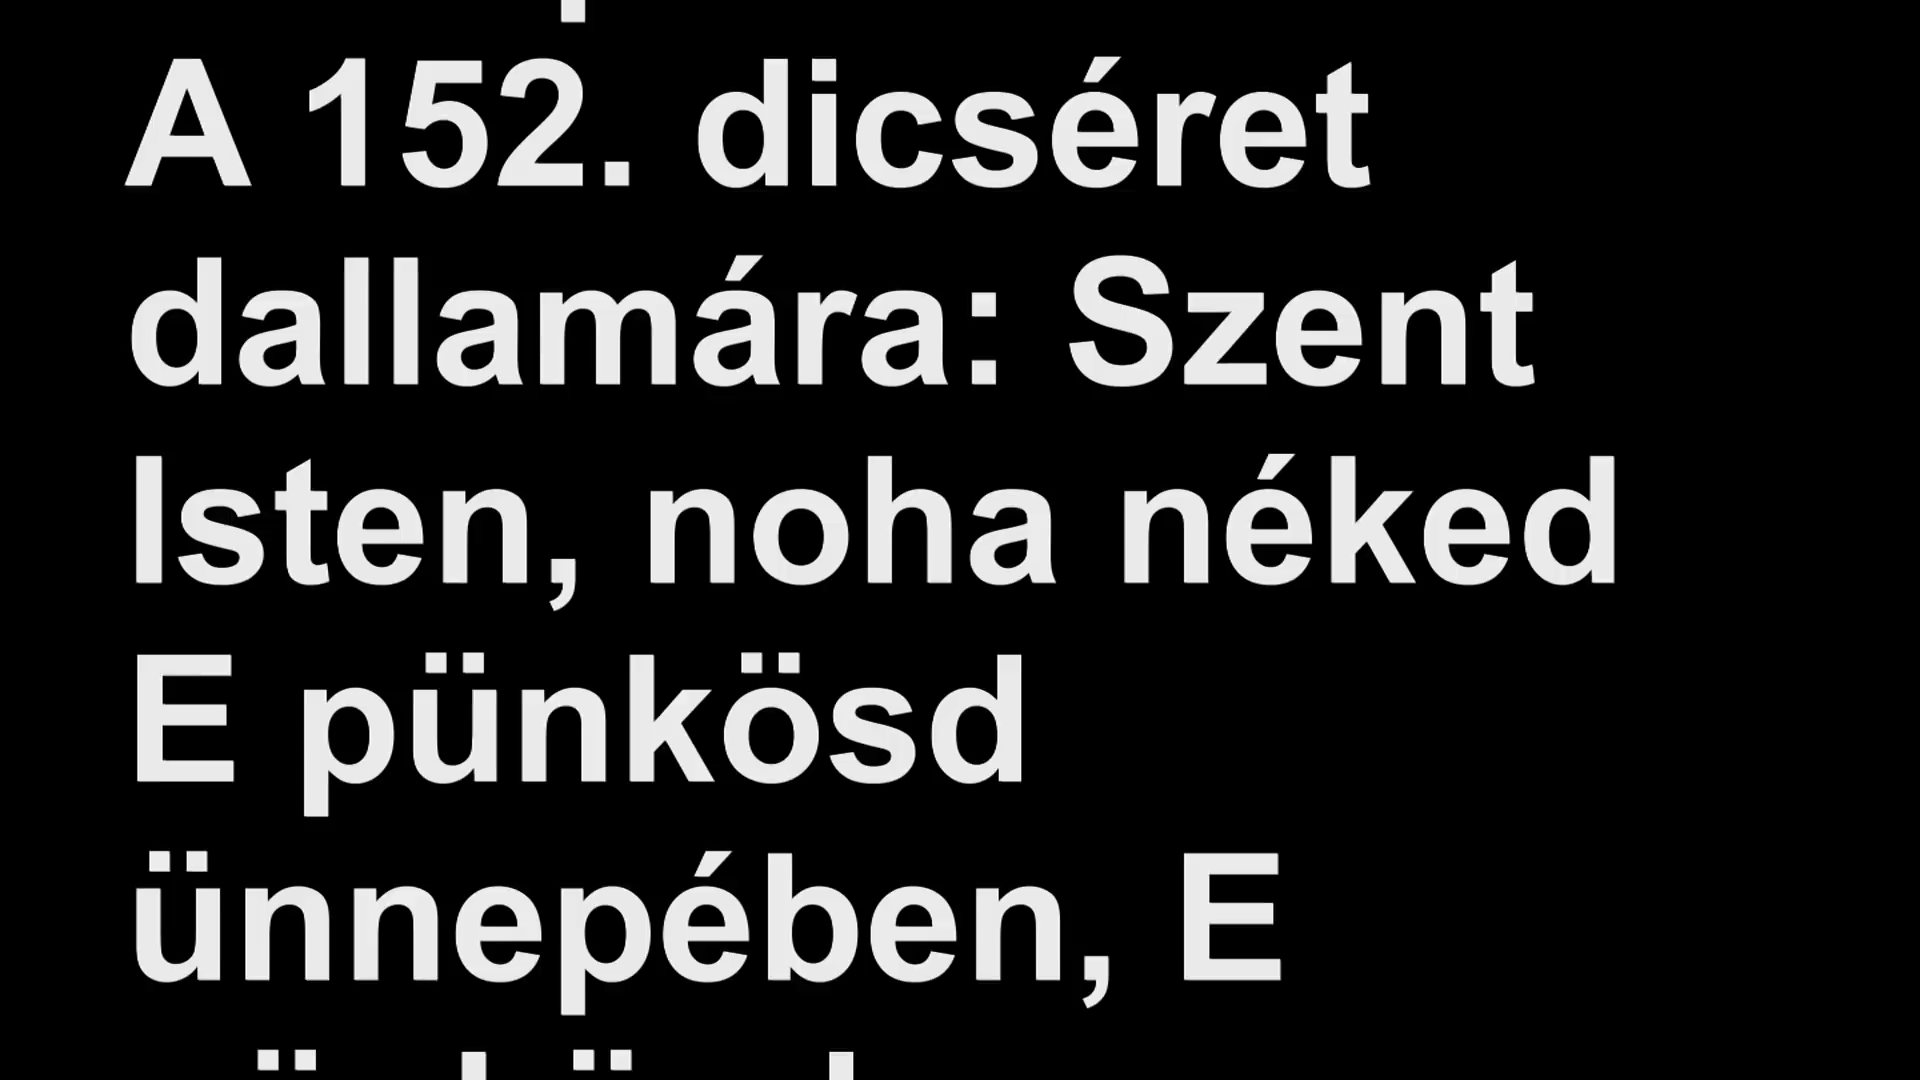 A 152. dicséret
dallamára: Szent
Isten, noha néked
E pünkösd
ünnepében, E